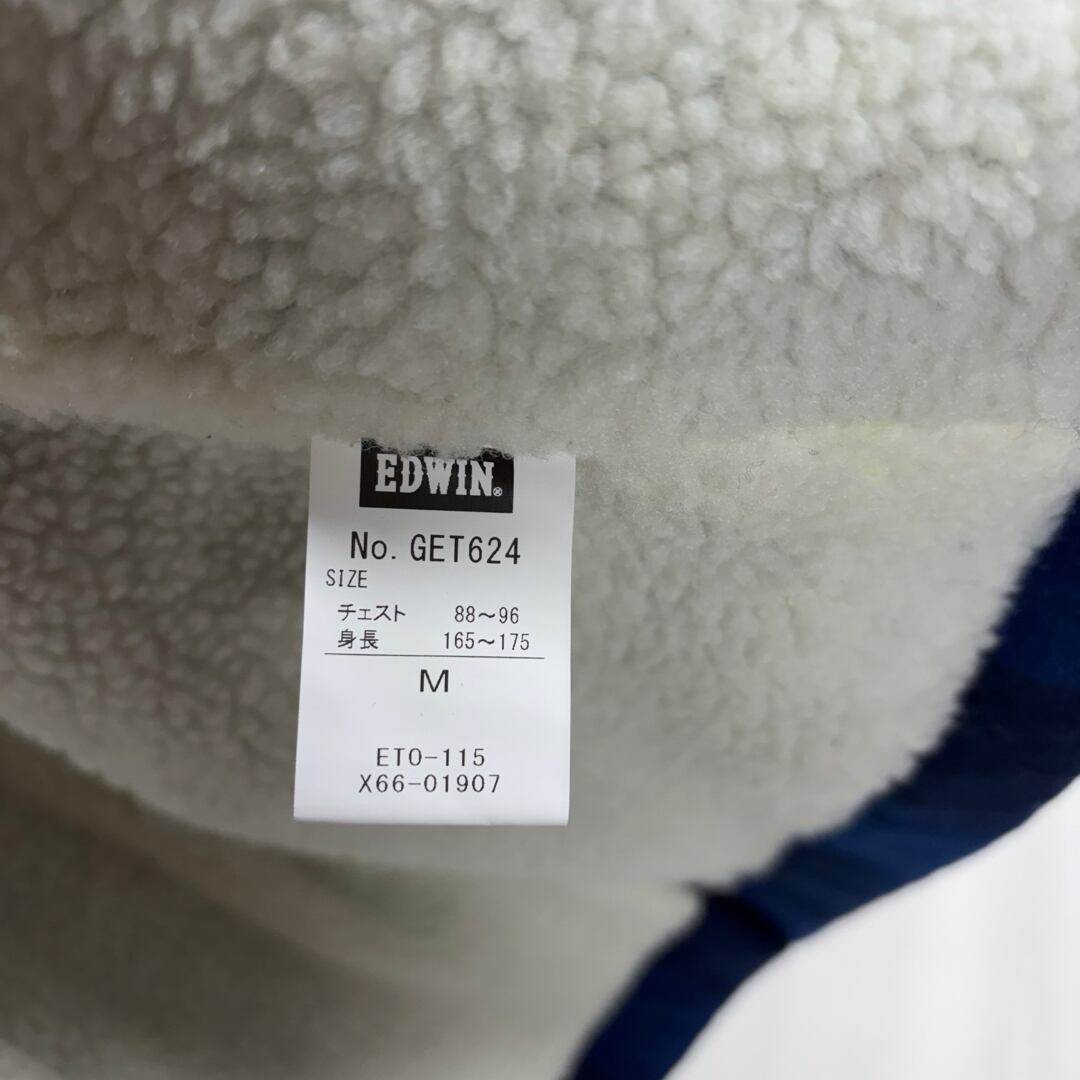 EDWIN®
No. GET624
SIZE
チェスト 88〜96
身長 165〜175
M
ETO-115
X66-01907